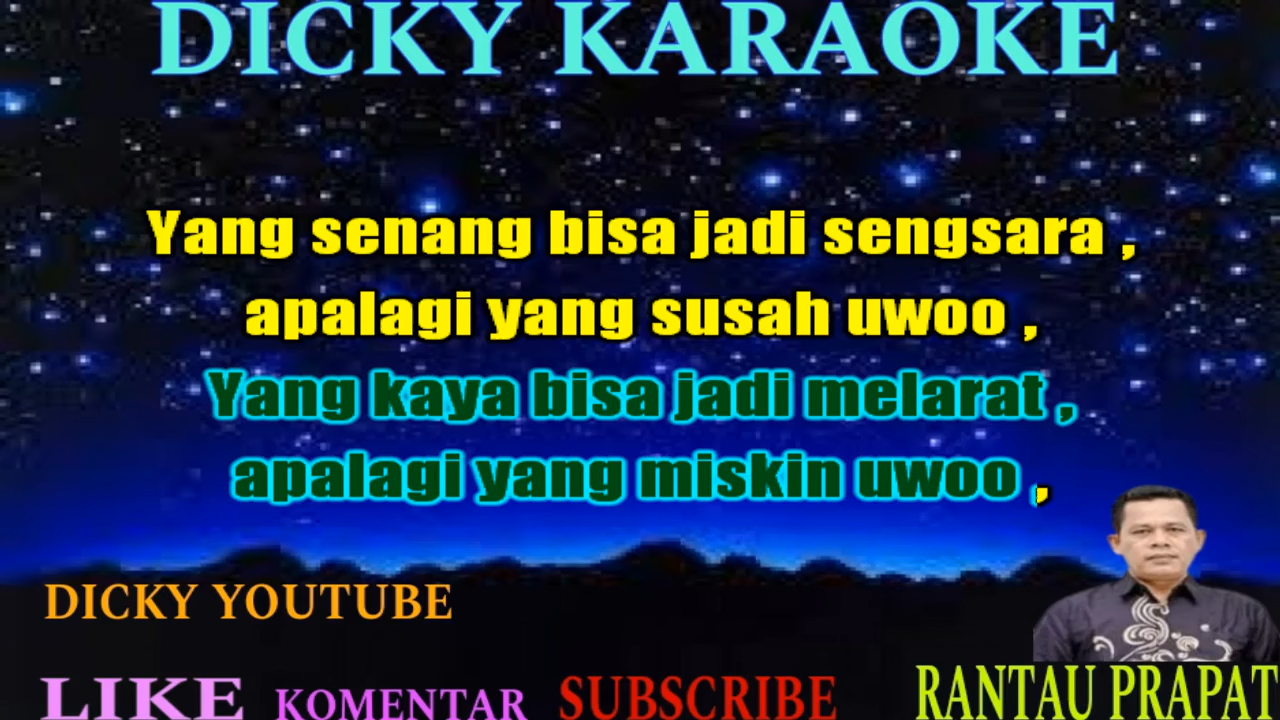 DICKY KARAOKE
Yang senang bisa jadi sengsara ,
apalagi yang susah uwoo ,
Yang kaya bisa jadi melarat ,
apalagi yang miskin uwoo ,
DICKY YOUTUBE
LIKE KOMENTAR SUBSCRIBE RANTAU PRAPAT